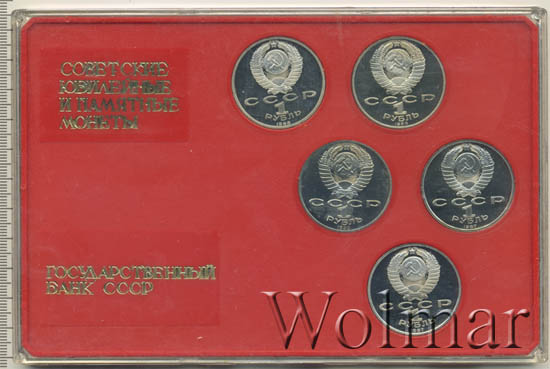 СОВЕТСКИЕ
ЮБИЛЕЙНЫЕ
И ПАМЯТНЫЕ
МОНЕТЫ
СССР
1
РУБЛЬ
СССР
1
РУБЛЬ
СССР
1
РУБЛЬ
СССР
1
РУБЛЬ
СССР
РУБЛЬ
ГОСУДАРСТВЕННЫЙ
БАНК СССР
Wolmar